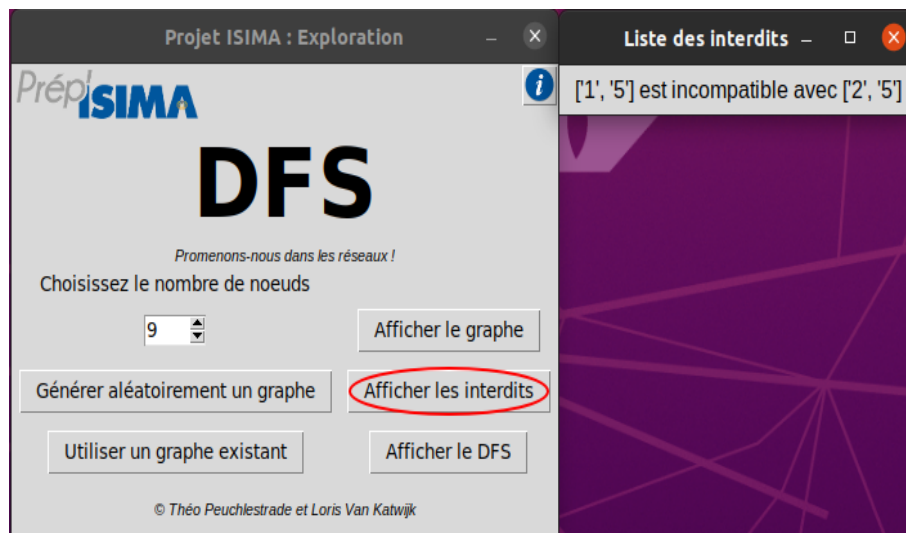 Projet ISIMA : Exploration
Prép'ISIMA
i
DFS
Promenons-nous dans les réseaux !
Choisissez le nombre de noeuds
9
Afficher le graphe
Générer aléatoirement un graphe
Afficher les interdits
Utiliser un graphe existant
Afficher le DFS
© Théo Peuchlestrade et Loris Van Katwijk
Liste des interdits
['1', '5'] est incompatible avec ['2', '5']